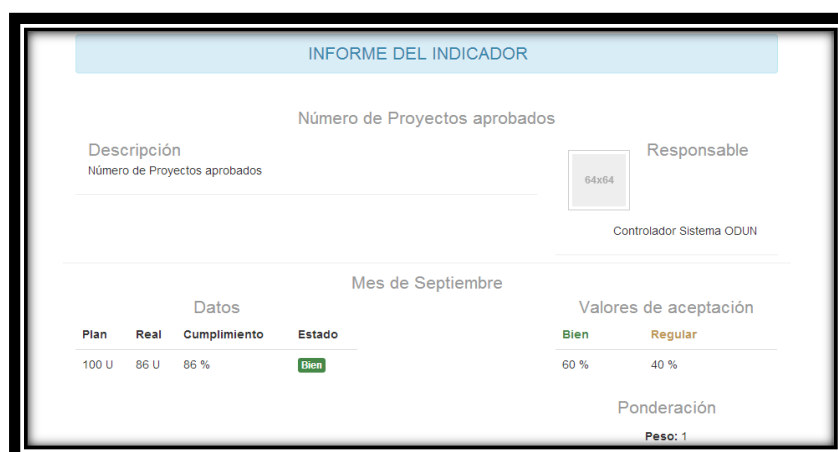 INFORME DEL INDICADOR
Número de Proyectos aprobados
Descripción
Número de Proyectos aprobados
Responsable
64x64
Controlador Sistema ODUN
Mes de Septiembre
Datos
Plan Real Cumplimiento Estado
100 U 86 U 86 % Bien
Valores de aceptación
Bien Regular
60 % 40 %
Ponderación
Peso: 1